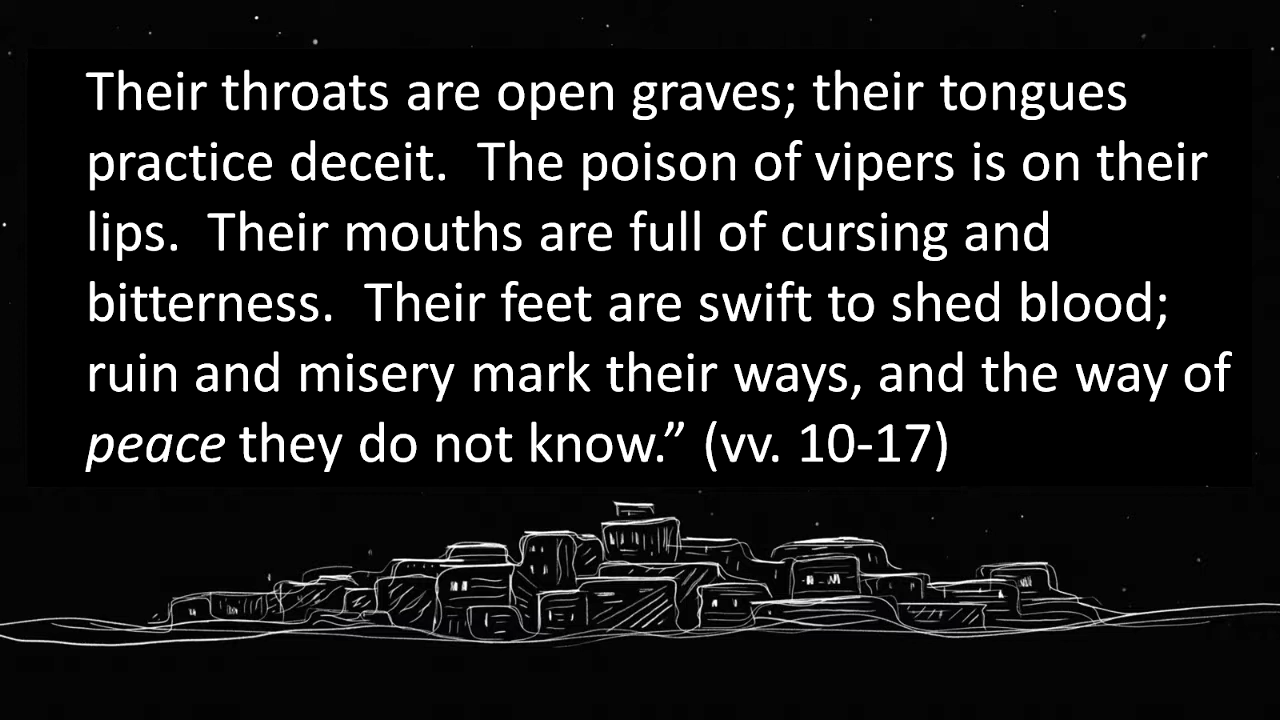 Their throats are open graves; their tongues
practice deceit.  The poison of vipers is on their
lips.  Their mouths are full of cursing and
bitterness.  Their feet are swift to shed blood;
ruin and misery mark their ways, and the way of
peace they do not know.” (vv. 10-17)